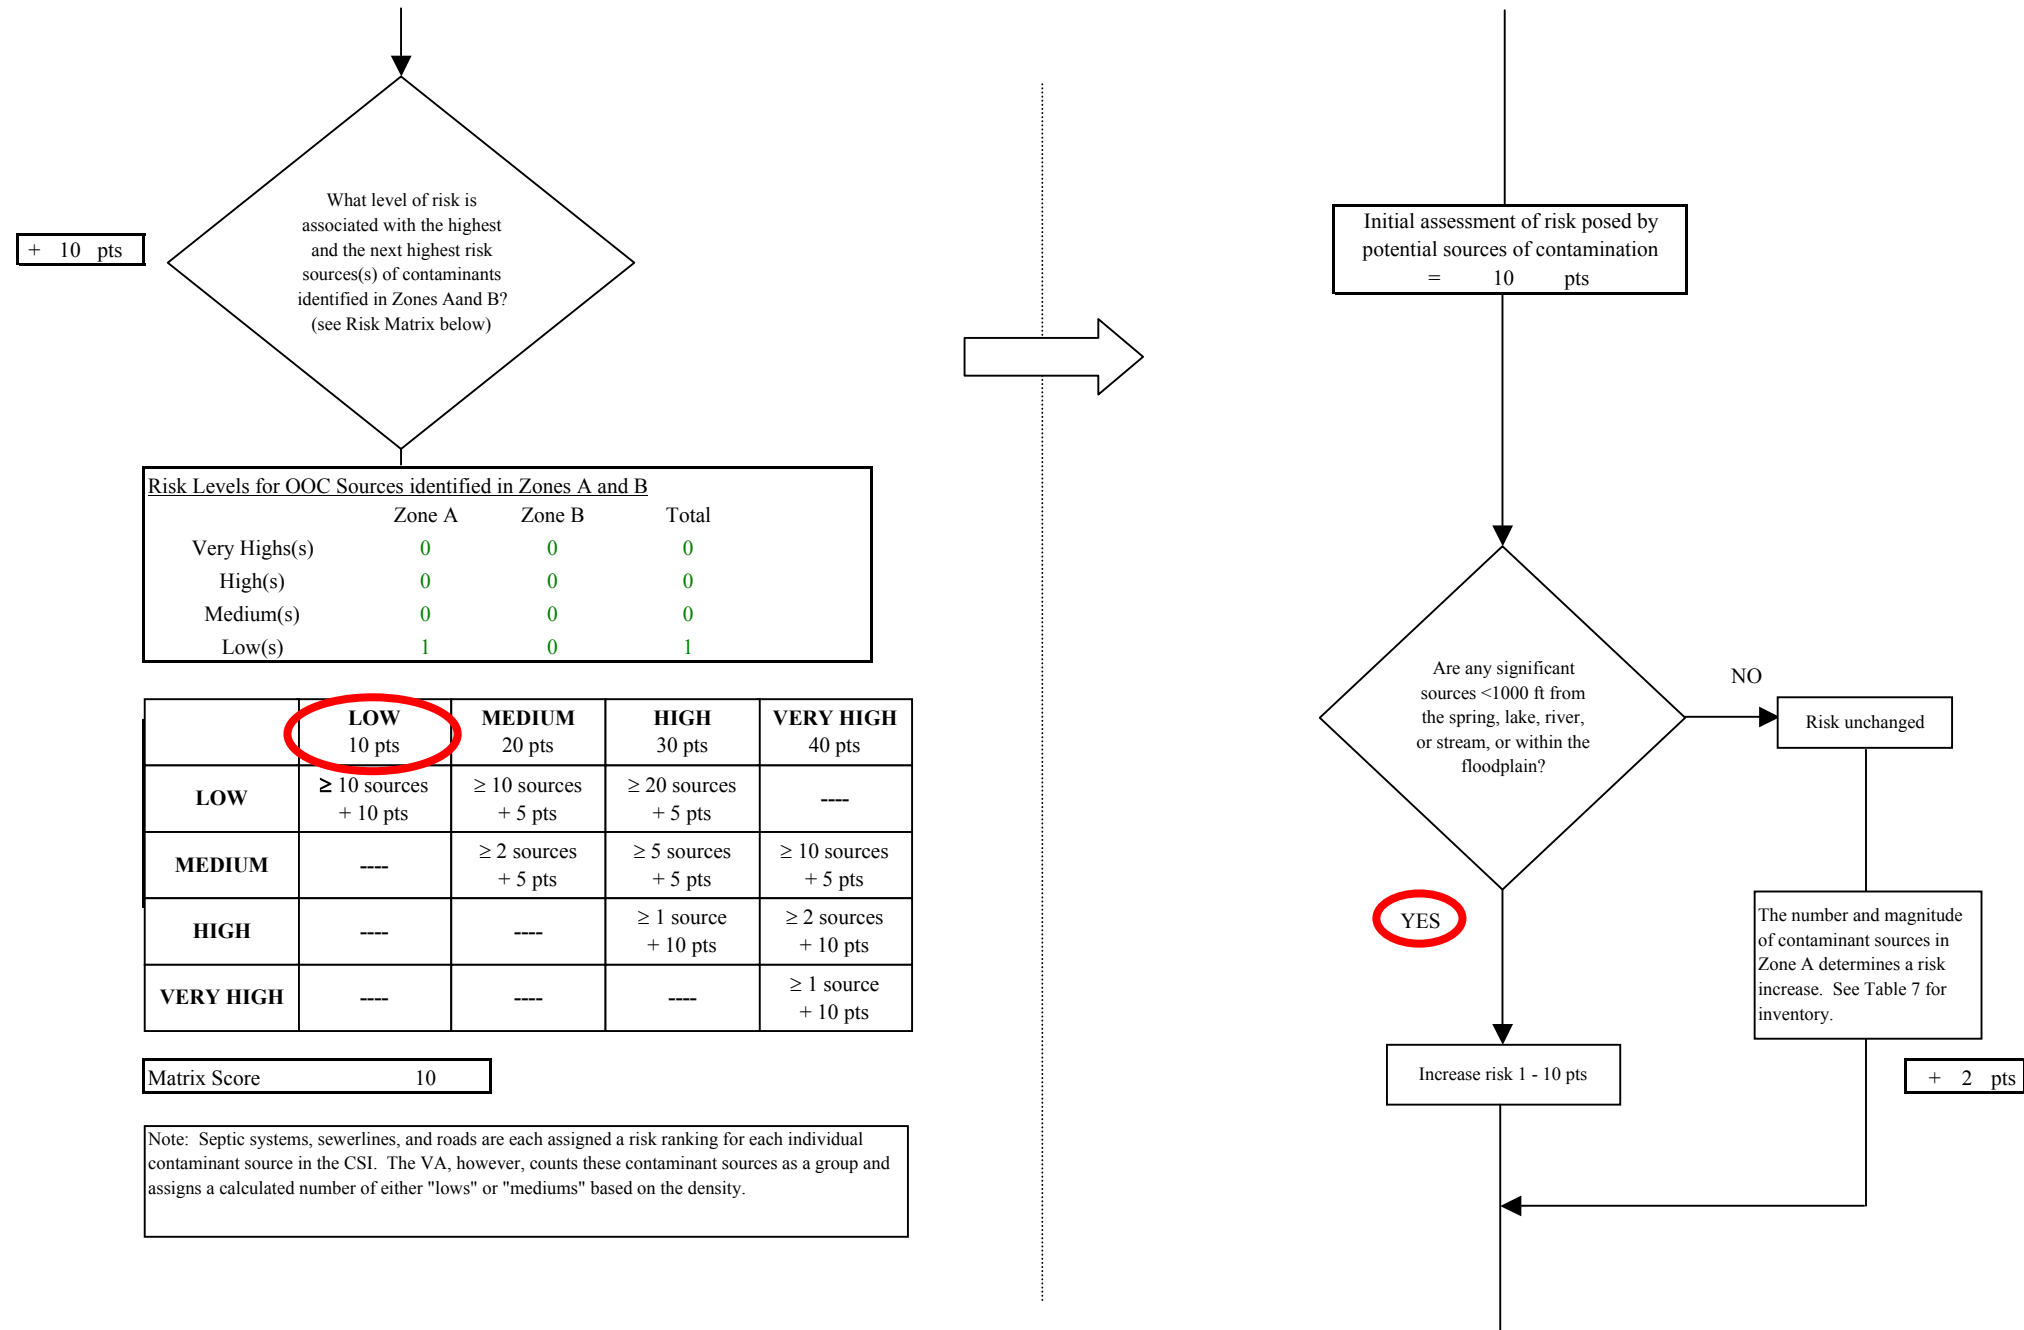 What level of risk is
associated with the highest
and the next highest risk
sources(s) of contaminants
identified in Zones Aand B?
(see Risk Matrix below)
+ 10 pts
Risk Levels for OOC Sources identified in Zones A and B
Zone A Zone B Total
Very Highs(s) 0 0 0
High(s) 0 0 0
Medium(s) 0 0 0
Low(s) 1 0 1
LOW MEDIUM HIGH VERY HIGH
10 pts 20 pts 30 pts 40 pts
LOW ≥ 10 sources ≥ 10 sources ≥ 20 sources ----
+ 10 pts + 5 pts + 5 pts
MEDIUM ---- ≥ 2 sources ≥ 5 sources ≥ 10 sources
+ 5 pts + 5 pts + 5 pts
HIGH ---- ---- ≥ 1 source ≥ 2 sources
+ 10 pts + 10 pts
VERY HIGH ---- ---- ---- ≥ 1 source
+ 10 pts
Matrix Score 10
Note: Septic systems, sewerlines, and roads are each assigned a risk ranking for each individual
contaminant source in the CSI. The VA, however, counts these contaminant sources as a group and
assigns a calculated number of either "lows" or "mediums" based on the density.
Initial assessment of risk posed by
potential sources of contamination
= 10 pts
Are any significant
sources <1000 ft from
the spring, lake, river,
or stream, or within the
floodplain?
NO
Risk unchanged
YES
The number and magnitude
of contaminant sources in
Zone A determines a risk
increase. See Table 7 for
inventory.
Increase risk 1 - 10 pts
+ 2 pts